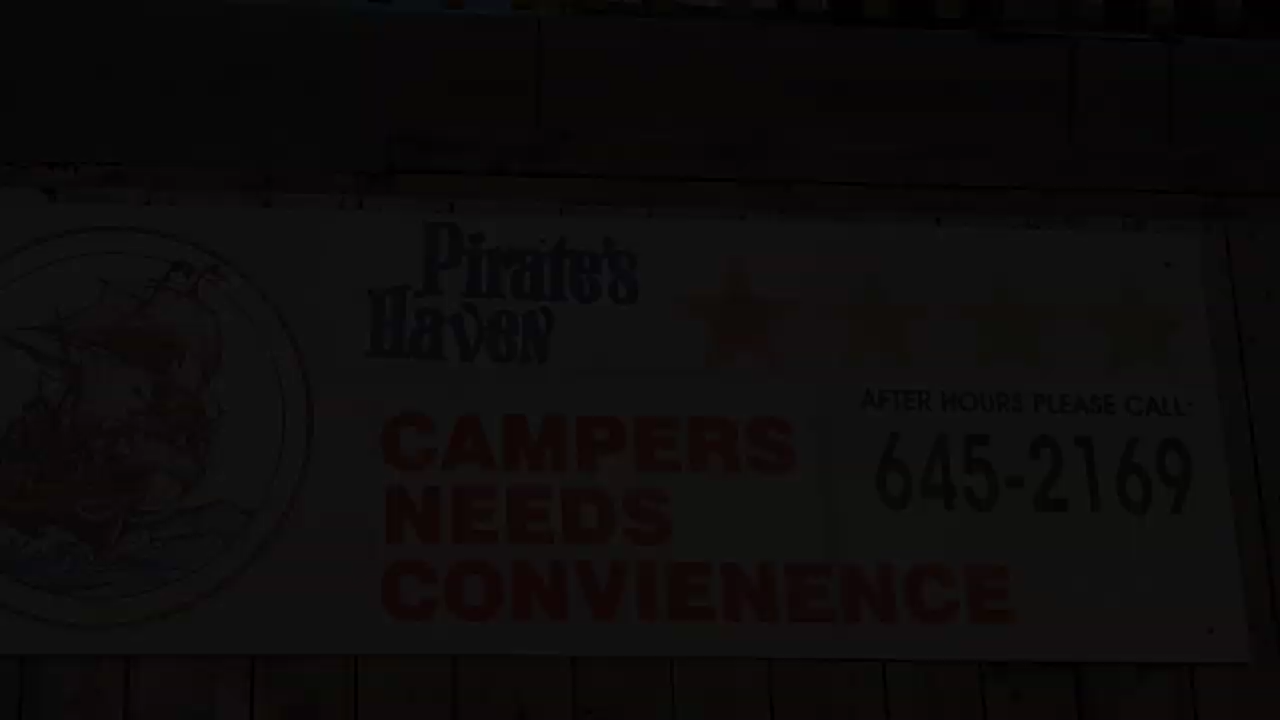 Pirate's
Haven
CAMPERS
NEEDS
CONVIENENCE
AFTER HOURS PLEASE CALL:
645-2169